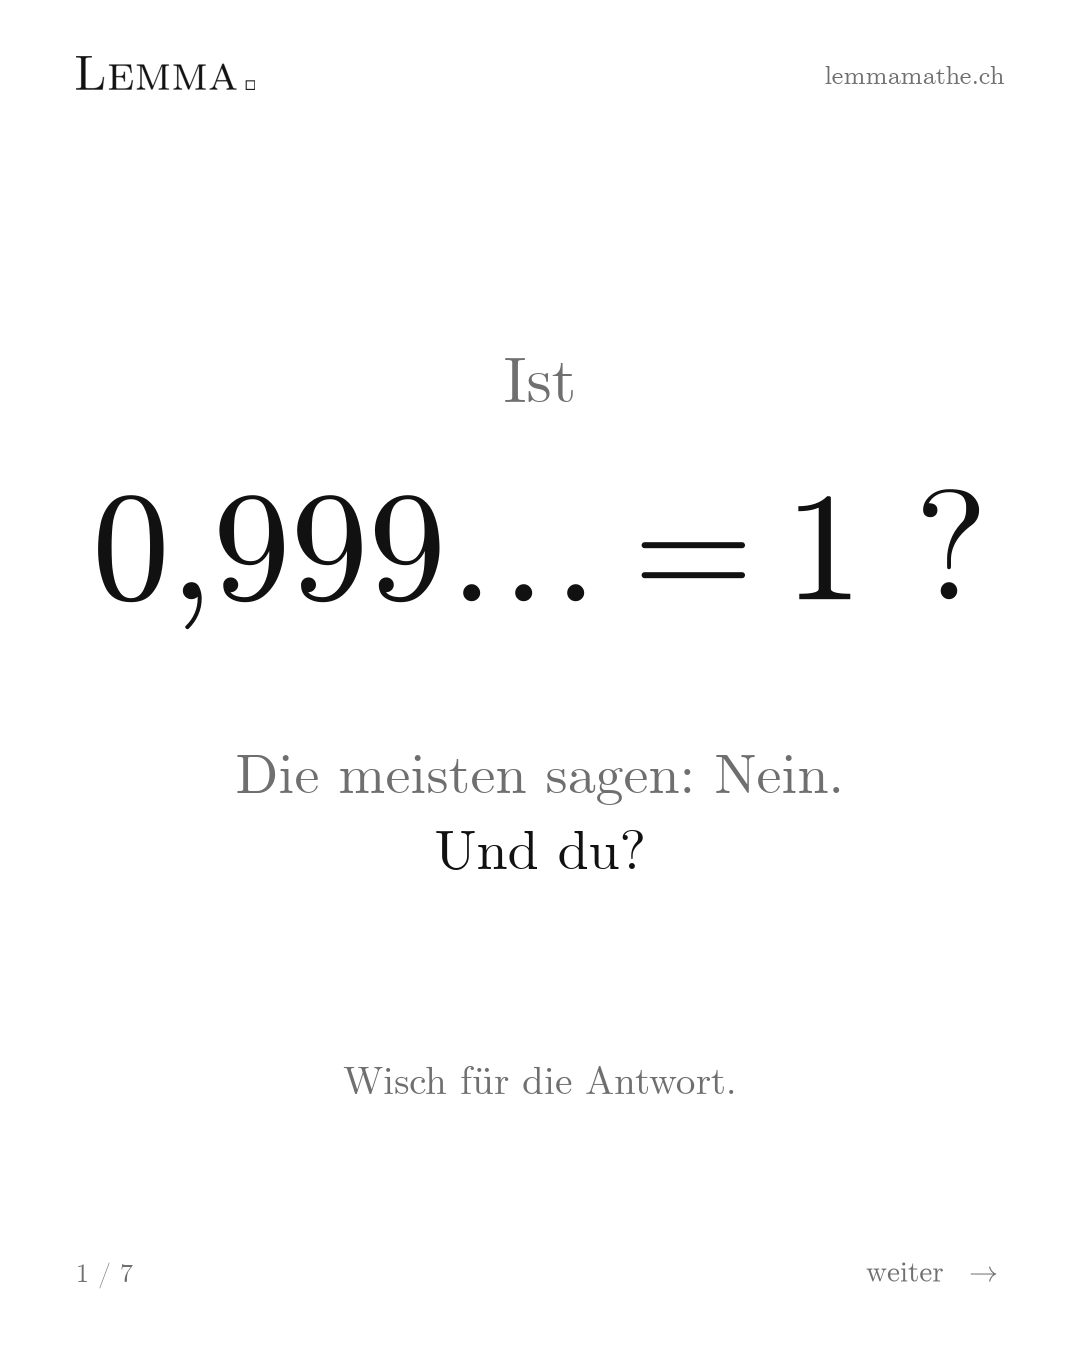 LEMMA.□
lemmamathe.ch
Ist
0,999... = 1 ?
Die meisten sagen: Nein.
Und du?
Wisch für die Antwort.
1 / 7
weiter →